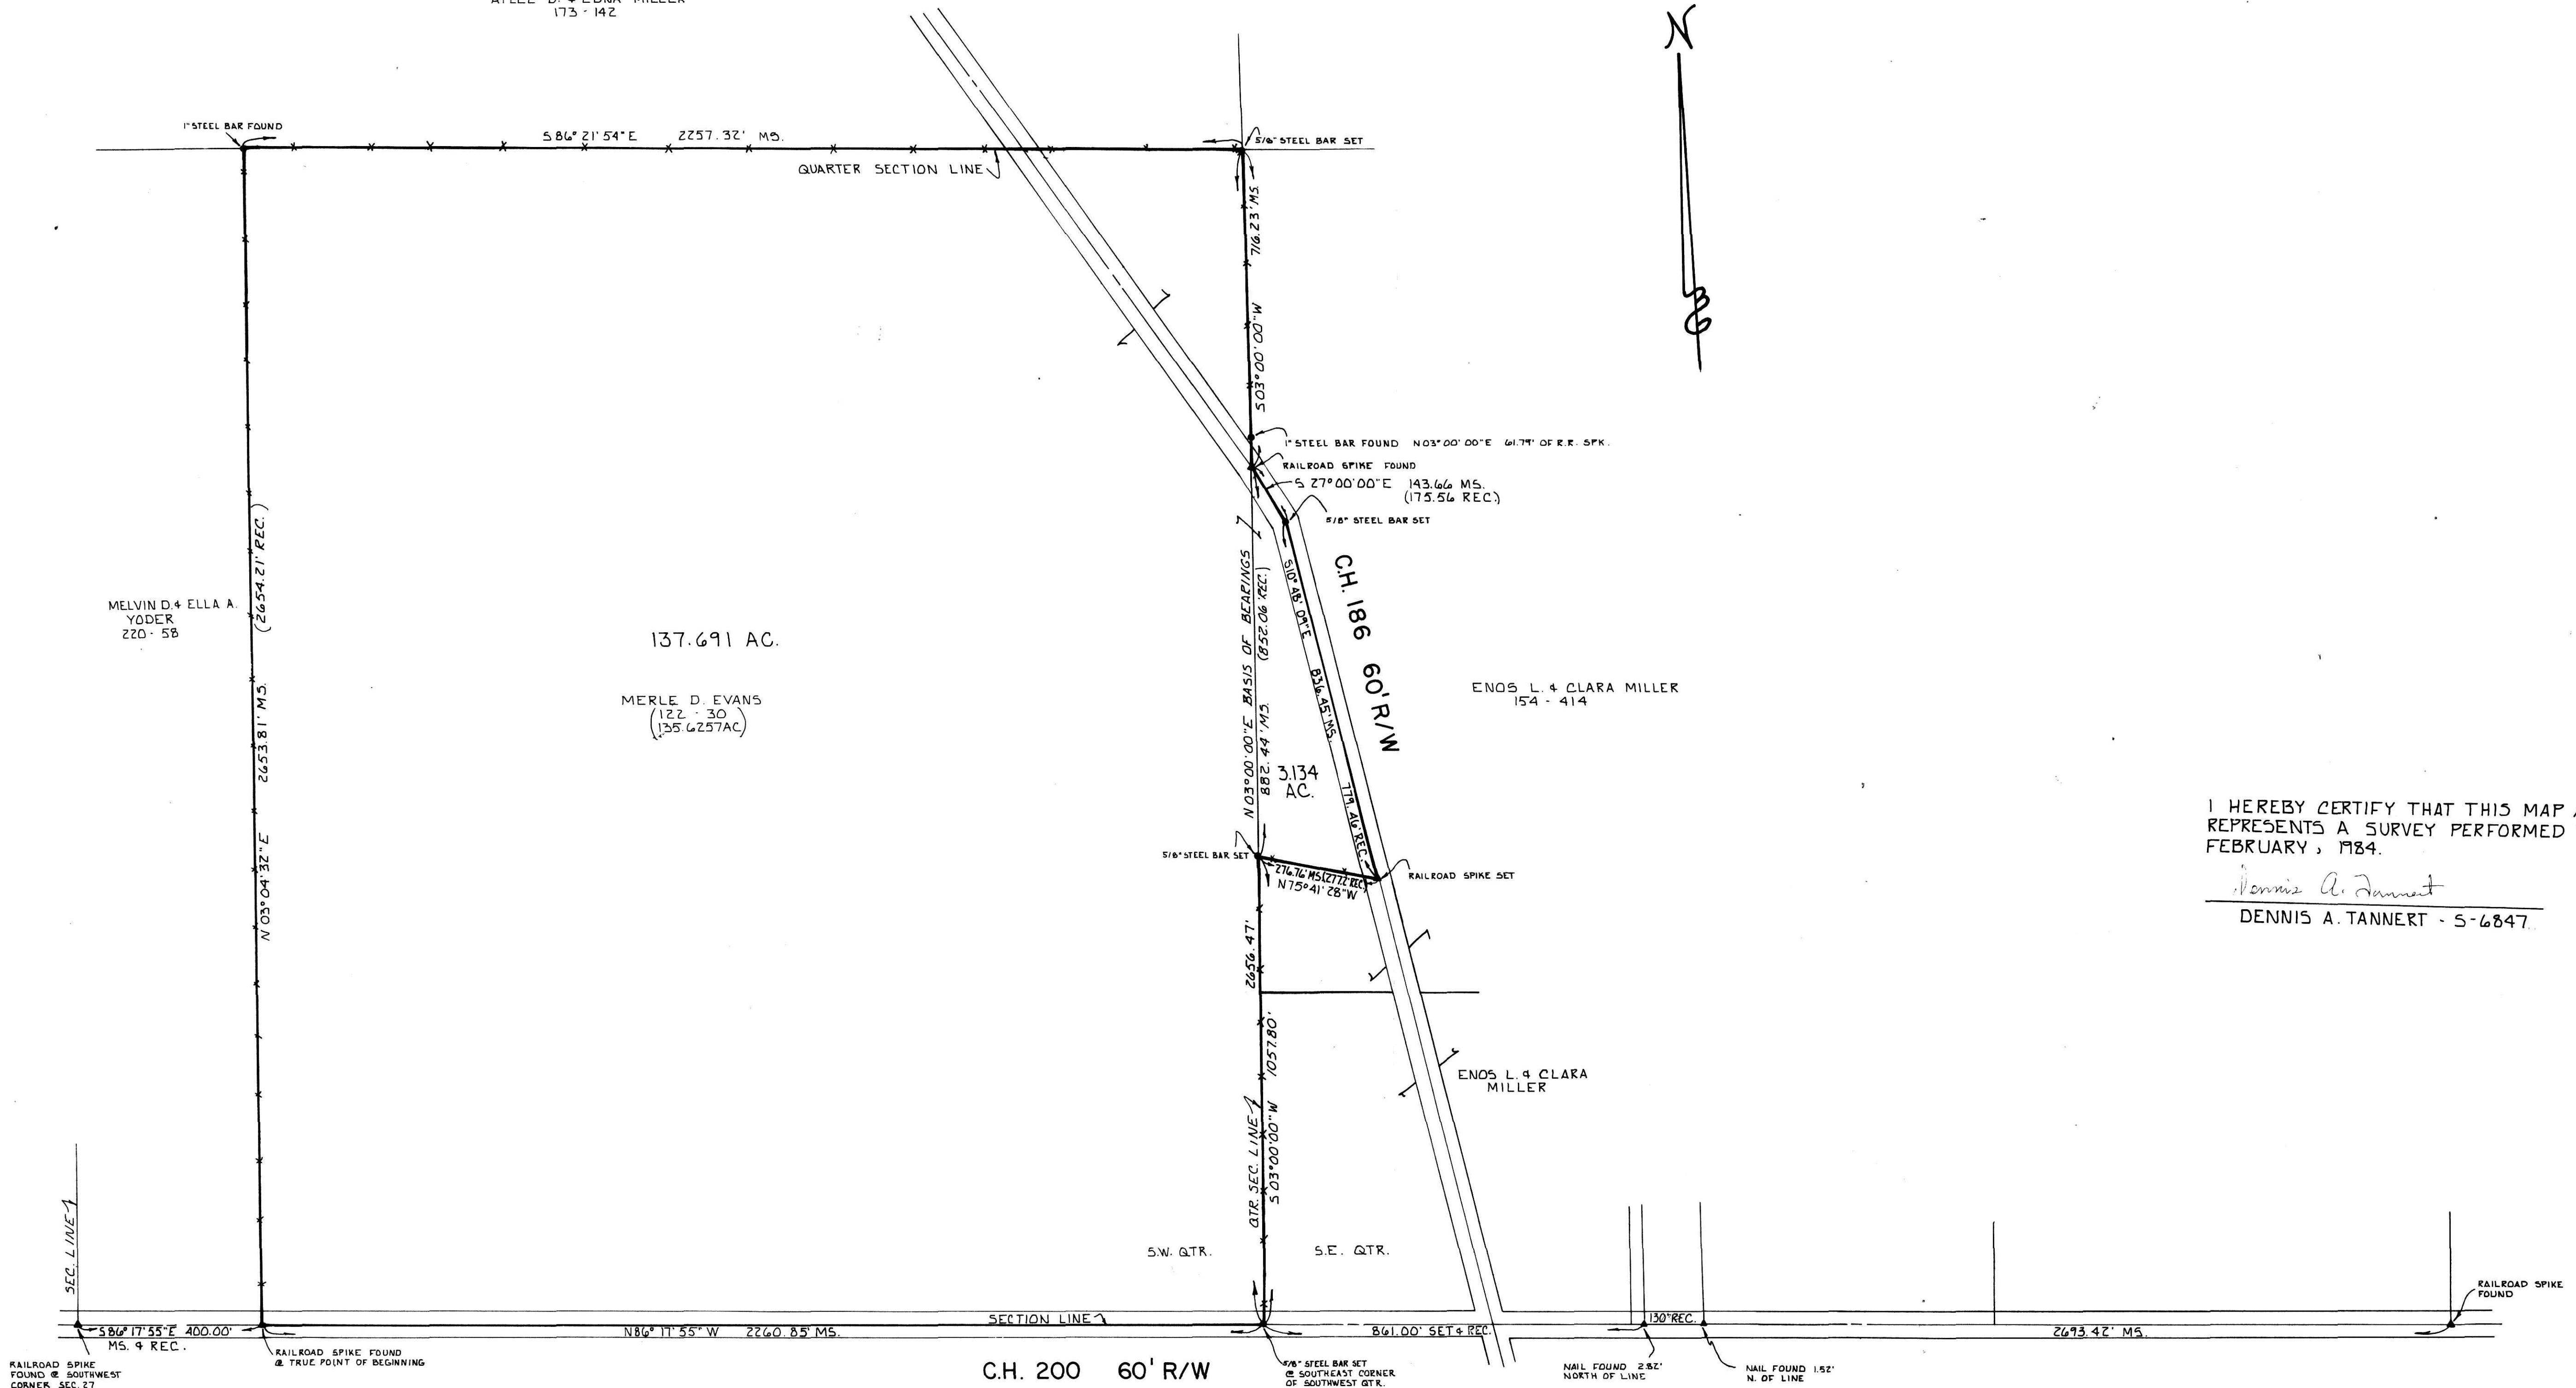 173 - 142
N
1" STEEL BAR FOUND
S 86° 21' 54" E 2257.32' MS.
5/8" STEEL BAR SET
QUARTER SECTION LINE
716.23' MS.
S 03° 00' 00" W
1" STEEL BAR FOUND N 03° 00' 00" E 61.79' OF R.R. SPK.
RAILROAD SPIKE FOUND
S 27° 00' 00" E 143.66 MS.
(175.56 REC.)
5/8" STEEL BAR SET
(2654.21' REC.)
2653.81' MS.
N 03° 04' 32" E
MELVIN D. & ELLA A.
YODER
220 - 58
137.691 AC.
MERLE D. EVANS
(122 - 30
135.6257AC)
N 03° 00' 00" E BASIS OF BEARINGS
882.44' MS. (852.06 REC.)
S 10° 48' 09" E 836.45' MS.
779.46' REC.
C.H. 186 60' R/W
3.134
AC.
ENOS L. & CLARA MILLER
154 - 414
5/8" STEEL BAR SET
276.76' MS. (277.2' REC.)
N 75° 41' 28" W
RAILROAD SPIKE SET
I HEREBY CERTIFY THAT THIS MAP
REPRESENTS A SURVEY PERFORMED
FEBRUARY, 1984.
Dennis A. Tannert
DENNIS A. TANNERT - S-6847
2656.47'
QTR. SEC. LINE
S 03° 00' 00" W 1057.80'
ENOS L. & CLARA
MILLER
S.W. QTR.
S.E. QTR.
SEC. LINE
SECTION LINE
S 86° 17' 55" E 400.00'
MS. & REC.
N 86° 17' 55" W 2260.85' MS.
861.00' SET & REC.
130' REC.
2693.42' MS.
RAILROAD SPIKE
FOUND
RAILROAD SPIKE
FOUND @ SOUTHWEST
CORNER SEC. 27
RAILROAD SPIKE FOUND
@ TRUE POINT OF BEGINNING
C.H. 200 60' R/W
5/8" STEEL BAR SET
@ SOUTHEAST CORNER
OF SOUTHWEST QTR.
NAIL FOUND 2.82'
NORTH OF LINE
NAIL FOUND 1.52'
N. OF LINE